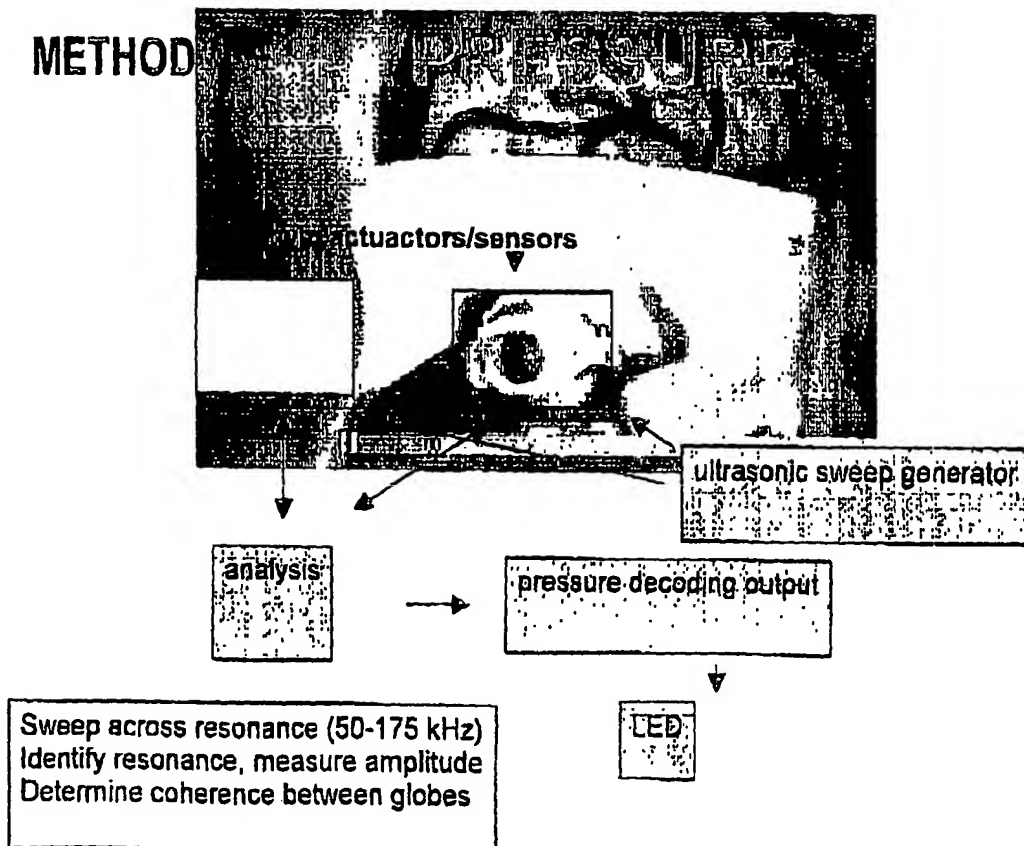 METHOD PRESSURE
actuactors/sensors
ultrasonic sweep generator
analysis
pressure decoding output
LED
Sweep across resonance (50-175 kHz)
Identify resonance, measure amplitude
Determine coherence between globes